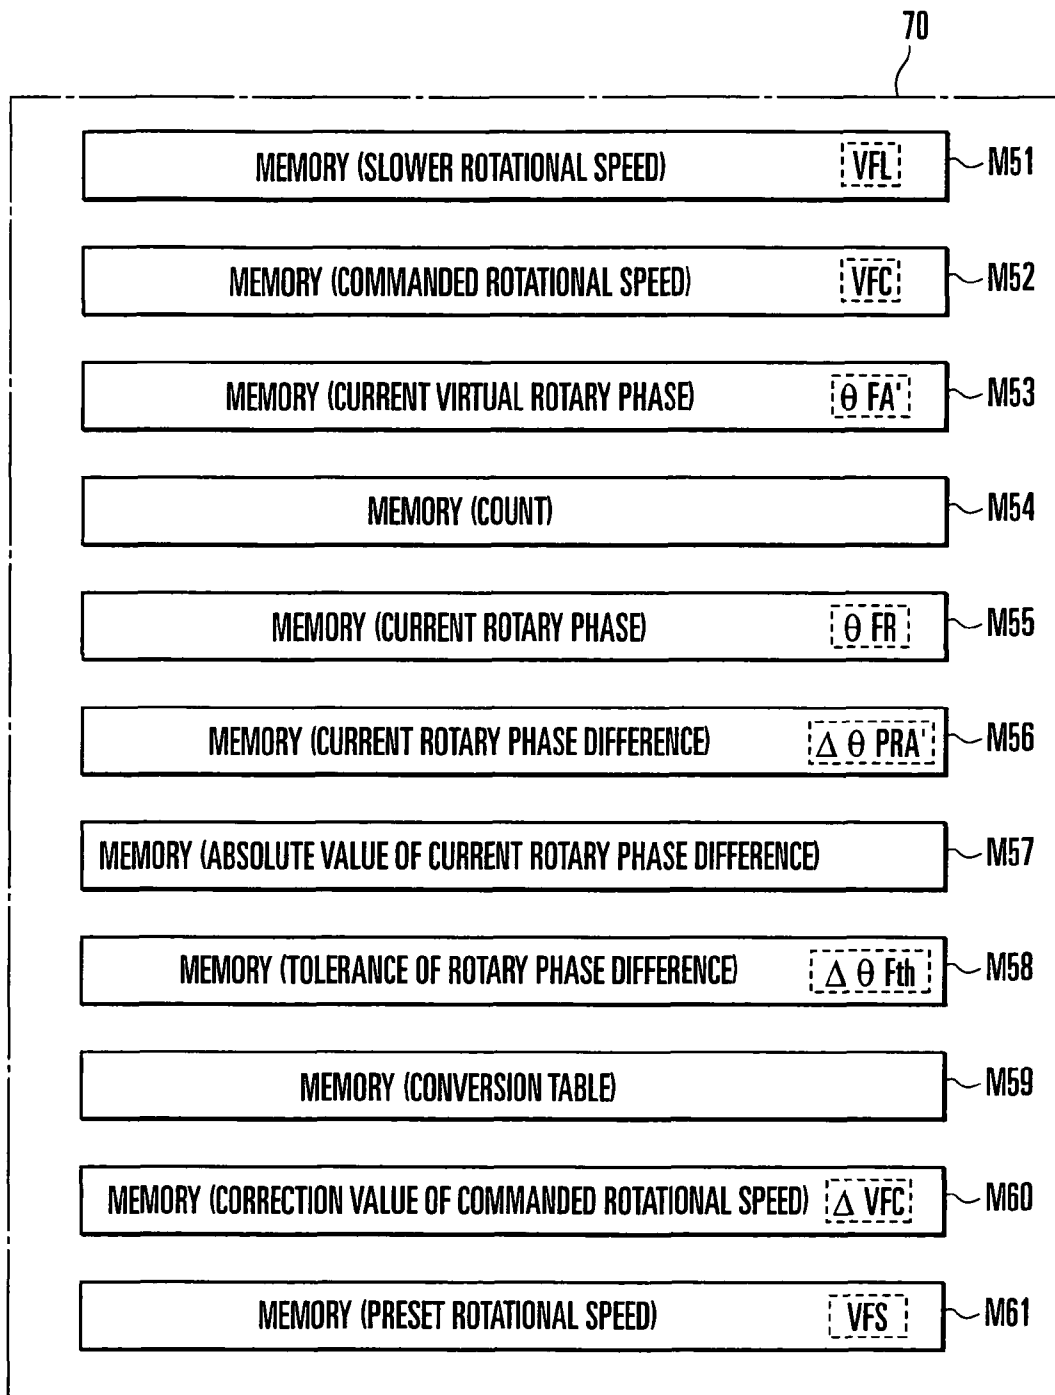 70
MEMORY (SLOWER ROTATIONAL SPEED) VFL M51
MEMORY (COMMANDED ROTATIONAL SPEED) VFC M52
MEMORY (CURRENT VIRTUAL ROTARY PHASE) θ FA' M53
MEMORY (COUNT) M54
MEMORY (CURRENT ROTARY PHASE) θ FR M55
MEMORY (CURRENT ROTARY PHASE DIFFERENCE) Δ θ PRA' M56
MEMORY (ABSOLUTE VALUE OF CURRENT ROTARY PHASE DIFFERENCE) M57
MEMORY (TOLERANCE OF ROTARY PHASE DIFFERENCE) Δ θ Fth M58
MEMORY (CONVERSION TABLE) M59
MEMORY (CORRECTION VALUE OF COMMANDED ROTATIONAL SPEED) Δ VFC M60
MEMORY (PRESET ROTATIONAL SPEED) VFS M61